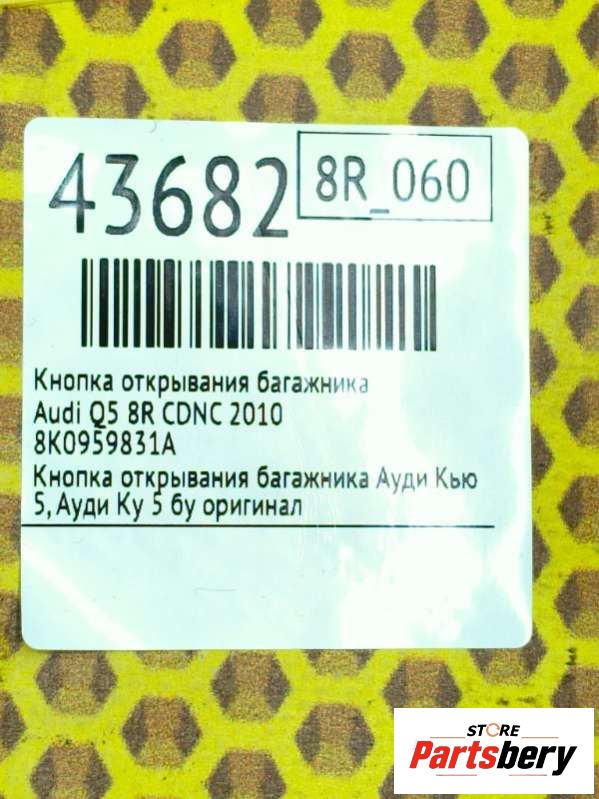 43682
8R_060
Кнопка открывания багажника
Audi Q5 8R CDNC 2010
8K0959831A
Кнопка открывания багажника Ауди Кью
5, Ауди Ку 5 бу оригинал
STORE
Partsbery